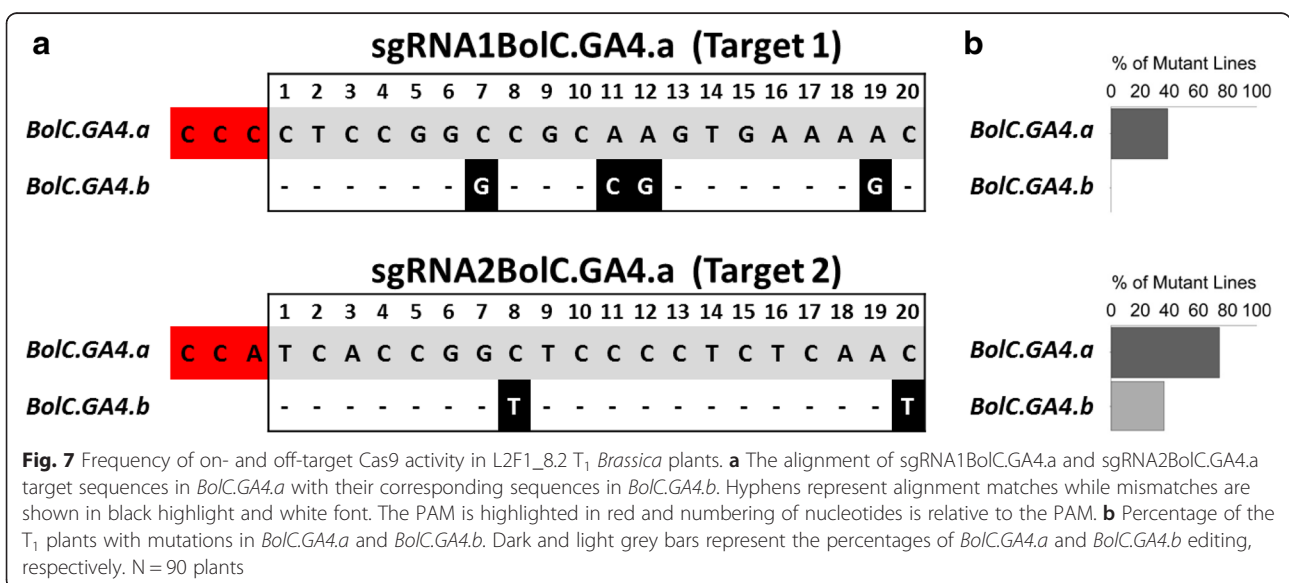 a
sgRNA1BolC.GA4.a (Target 1)
b
% of Mutant Lines
1 2 3 4 5 6 7 8 9 10 11 12 13 14 15 16 17 18 19 20
0 20 40 60 80 100
BolC.GA4.a C C C C T C C G G C C G C A A G T G A A A A C
BolC.GA4.a
BolC.GA4.b - - - - - - G - - - C G - - - - - - G -
BolC.GA4.b
sgRNA2BolC.GA4.a (Target 2)
% of Mutant Lines
1 2 3 4 5 6 7 8 9 10 11 12 13 14 15 16 17 18 19 20
0 20 40 60 80 100
BolC.GA4.a C C A T C A C C G G C T C C C C T C T C A A C
BolC.GA4.a
BolC.GA4.b - - - - - - - T - - - - - - - - - - - T
BolC.GA4.b
Fig. 7 Frequency of on- and off-target Cas9 activity in L2F1_8.2 T1 Brassica plants. a The alignment of sgRNA1BolC.GA4.a and sgRNA2BolC.GA4.a
target sequences in BolC.GA4.a with their corresponding sequences in BolC.GA4.b. Hyphens represent alignment matches while mismatches are
shown in black highlight and white font. The PAM is highlighted in red and numbering of nucleotides is relative to the PAM. b Percentage of the
T1 plants with mutations in BolC.GA4.a and BolC.GA4.b. Dark and light grey bars represent the percentages of BolC.GA4.a and BolC.GA4.b editing,
respectively. N = 90 plants